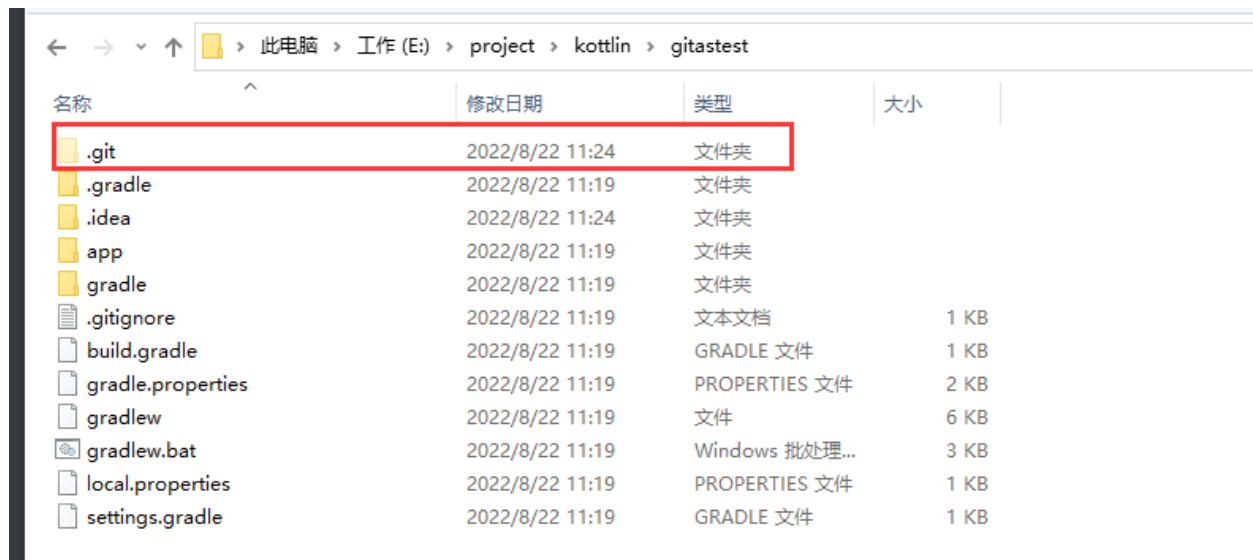 此电脑 › 工作 (E:) › project › kottlin › gitastest
名称 修改日期 类型 大小
.git 2022/8/22 11:24 文件夹
.gradle 2022/8/22 11:19 文件夹
.idea 2022/8/22 11:24 文件夹
app 2022/8/22 11:19 文件夹
gradle 2022/8/22 11:19 文件夹
.gitignore 2022/8/22 11:19 文本文档 1 KB
build.gradle 2022/8/22 11:19 GRADLE 文件 1 KB
gradle.properties 2022/8/22 11:19 PROPERTIES 文件 2 KB
gradlew 2022/8/22 11:19 文件 6 KB
gradlew.bat 2022/8/22 11:19 Windows 批处理... 3 KB
local.properties 2022/8/22 11:19 PROPERTIES 文件 1 KB
settings.gradle 2022/8/22 11:19 GRADLE 文件 1 KB